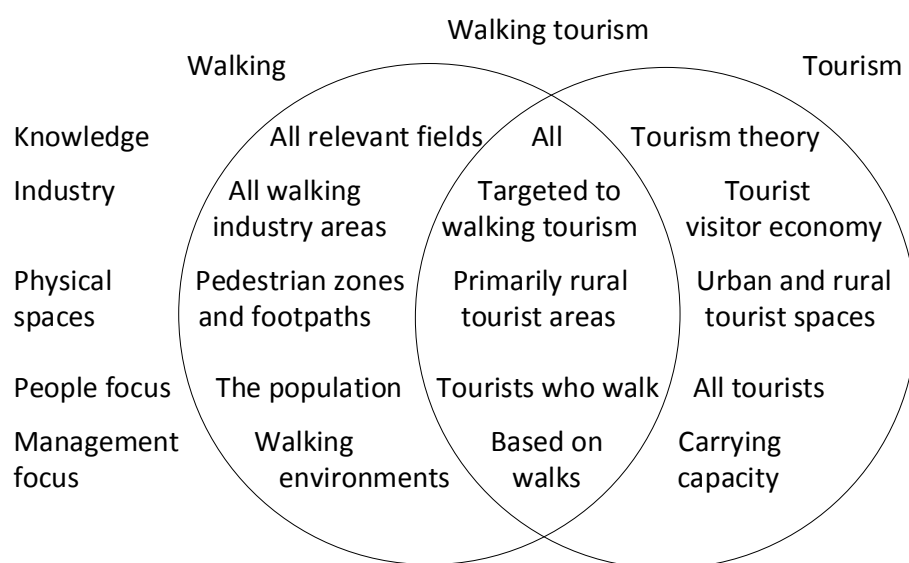 Walking tourism
Walking Tourism
Knowledge All relevant fields All Tourism theory
Industry All walking Targeted to Tourist
industry areas walking tourism visitor economy
Physical Pedestrian zones Primarily rural Urban and rural
spaces and footpaths tourist areas tourist spaces
People focus The population Tourists who walk All tourists
Management Walking Based on Carrying
focus environments walks capacity